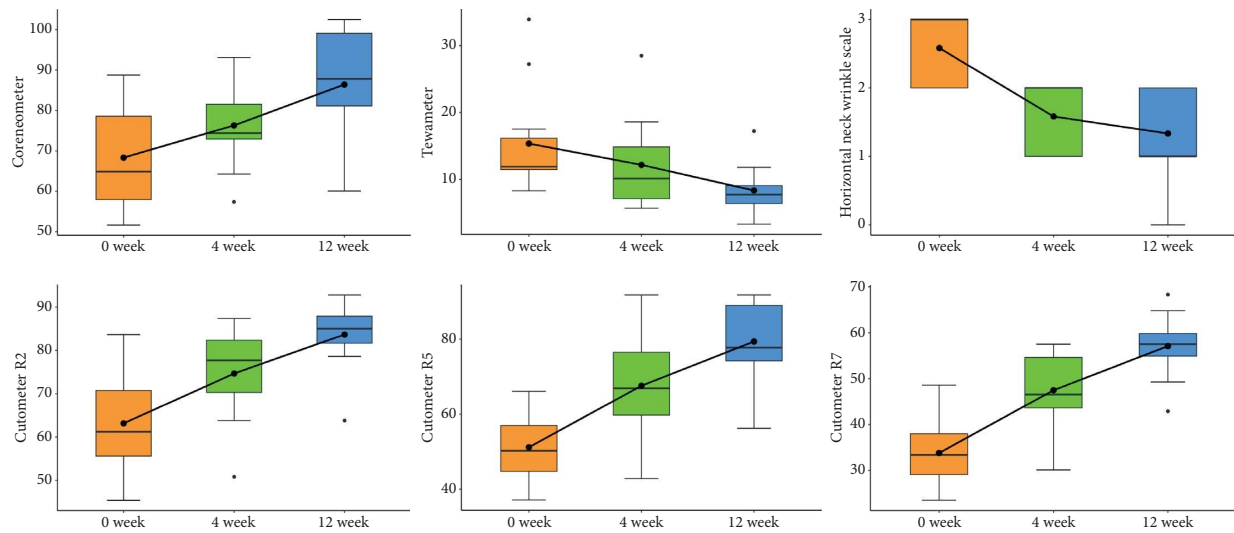 Coreneometer
100
90
80
70
60
50
0 week 4 week 12 week
Tewameter
30
20
10
0 week 4 week 12 week
Horizontal neck wrinkle scale
3
2
1
0
0 week 4 week 12 week
Cutometer R2
90
80
70
60
50
0 week 4 week 12 week
Cutometer R5
80
60
40
0 week 4 week 12 week
Cutometer R7
70
60
50
40
30
0 week 4 week 12 week